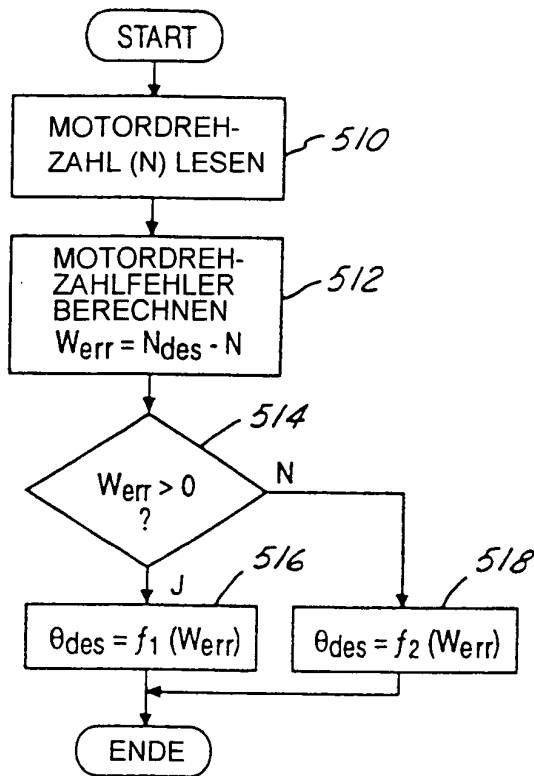 START
MOTORDREH-
ZAHL (N) LESEN
510
MOTORDREH-
ZAHLFEHLER
BERECHNEN
Werr = Ndes - N
512
514
Werr > 0
?
N
J
516
θdes = f1 (Werr)
518
θdes = f2 (Werr)
ENDE